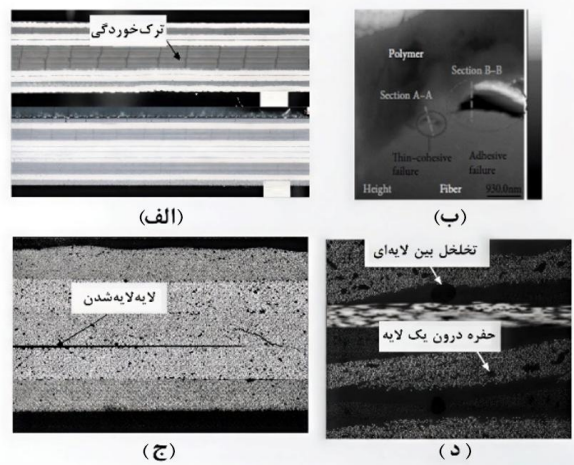 ترک‌خوردگی
(الف)
Polymer
Section B-B
Section A-A
Thin-cohesive
failure
Adhesive
failure
Height
Fiber
930.0nm
(ب)
لایه‌لایه‌شدن
(ج)
تخلخل بین لایه‌ای
حفره درون یک لایه
(د)